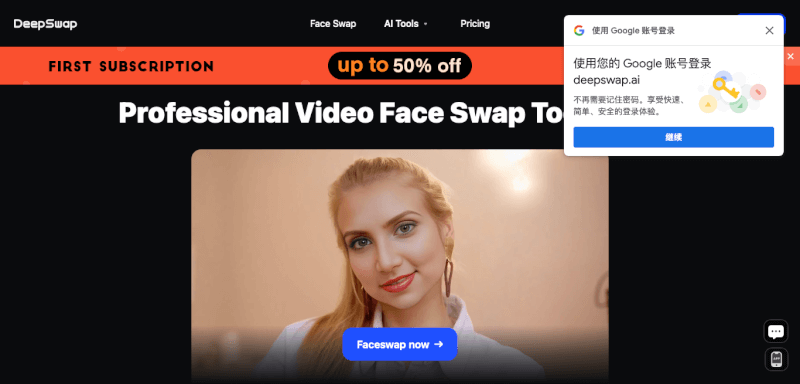 DeepSwap
Face Swap
AI Tools
Pricing
FIRST SUBSCRIPTION
up to 50% off
Professional Video Face Swap
Faceswap now →
使用 Google 账号登录
使用您的 Google 账号登录
deepswap.ai
不再需要记住密码。享受快速、
简单、安全的登录体验。
继续
APP